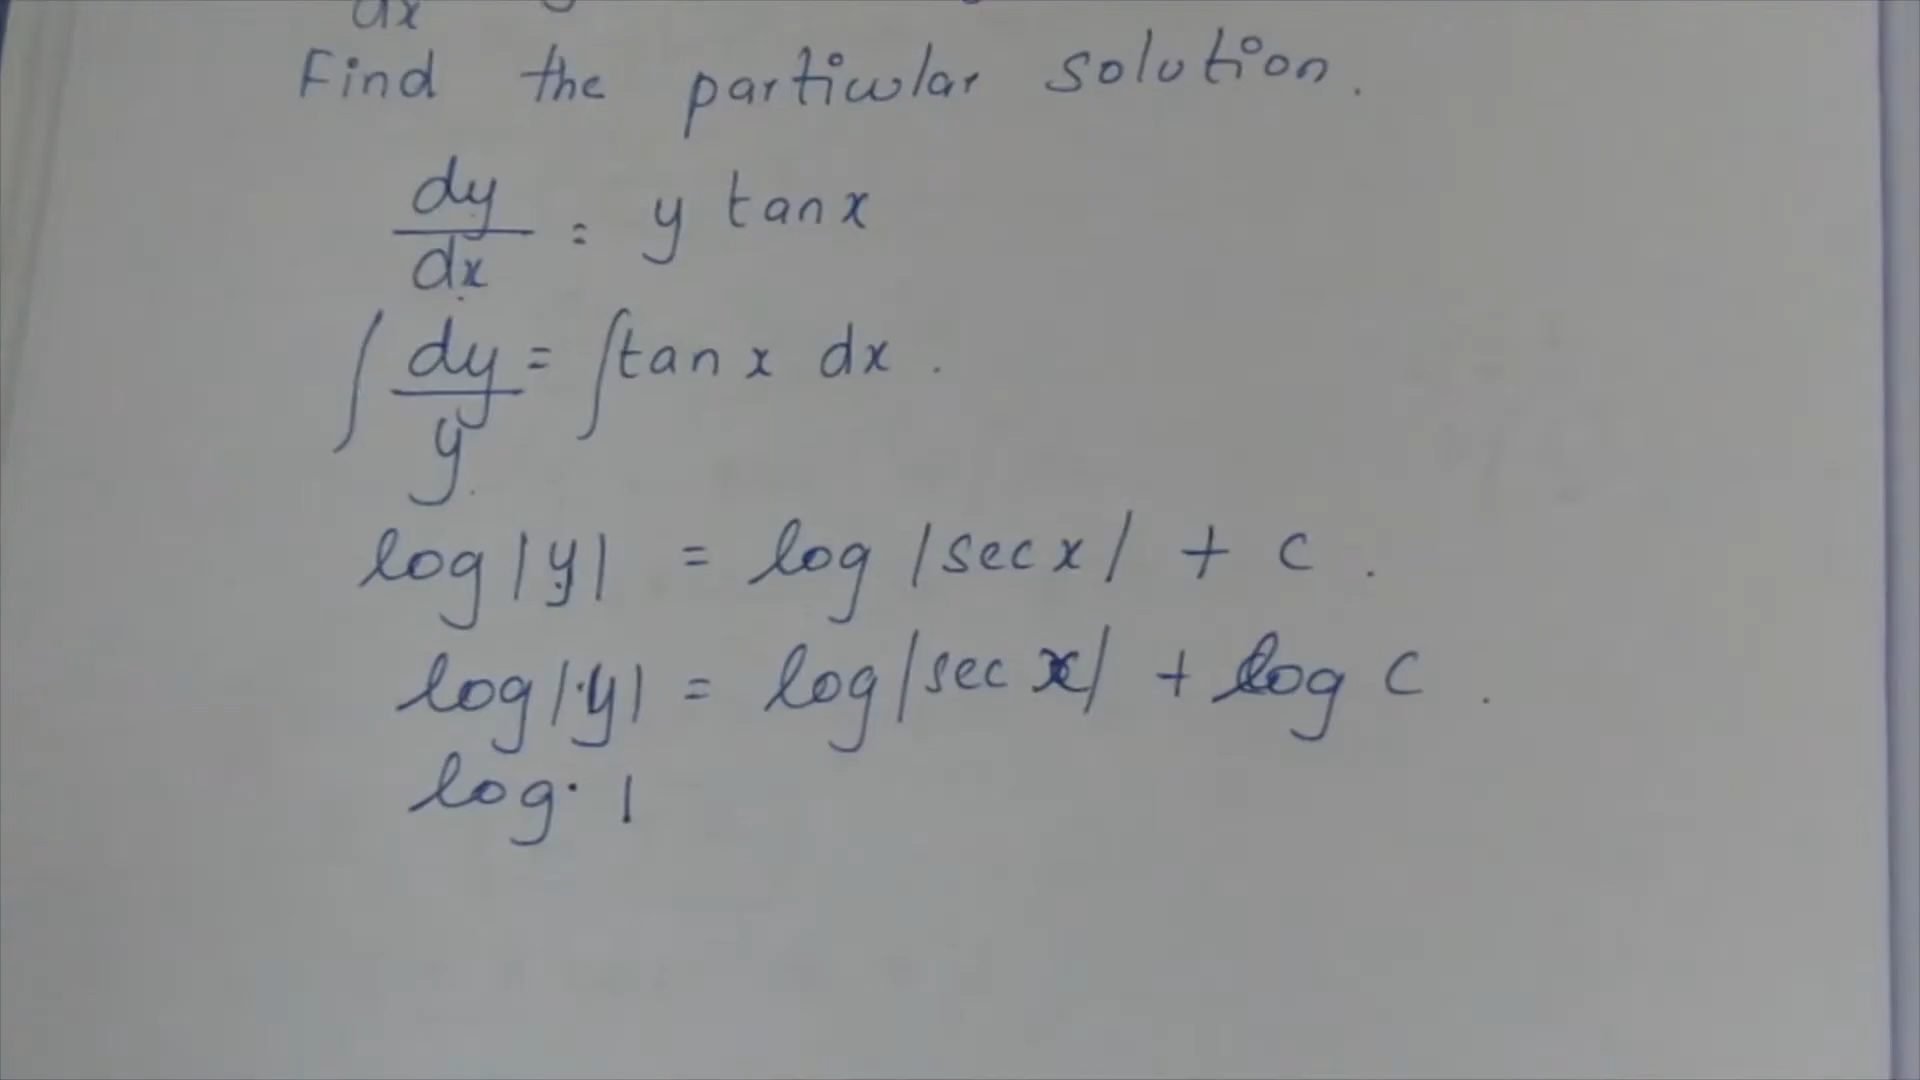 dx
Find the particular solution.
dy/dx = y tan x
∫ dy/y = ∫ tan x dx .
log |y| = log |sec x| + c .
log |y| = log |sec x| + log c .
log 1